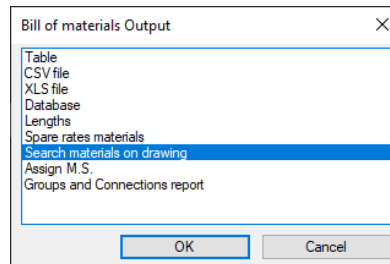 Bill of materials Output
Table
CSV file
XLS file
Database
Lengths
Spare rates materials
Search materials on drawing
Assign M.S.
Groups and Connections report
OK
Cancel